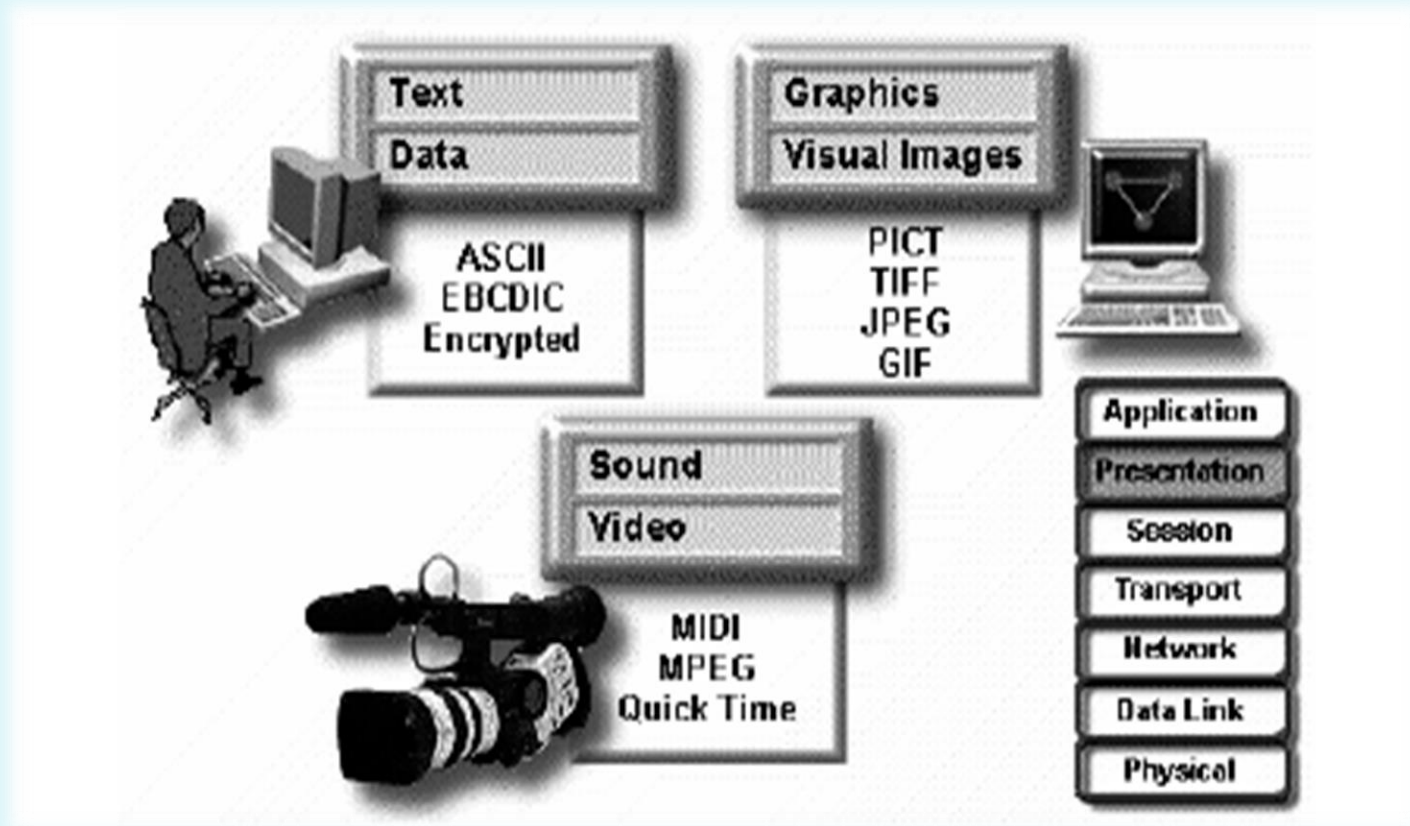 Text
Data
ASCII
EBCDIC
Encrypted
Graphics
Visual Images
PICT
TIFF
JPEG
GIF
Sound
Video
MIDI
MPEG
Quick Time
Application
Presentation
Session
Transport
Network
Data Link
Physical